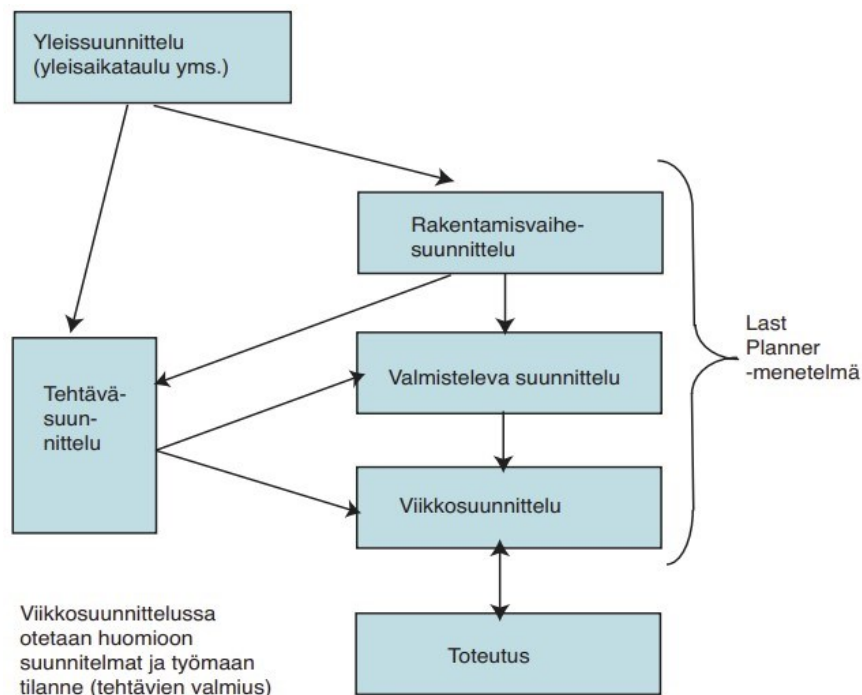 Yleissuunnittelu
(yleisaikataulu yms.)
Rakentamisvaihe-
suunnittelu
Last
Planner
-menetelmä
Tehtävä-
suun-
nittelu
Valmisteleva suunnittelu
Viikkosuunnittelu
Viikkosuunnittelussa
otetaan huomioon
suunnitelmat ja työmaan
tilanne (tehtävien valmius)
Toteutus